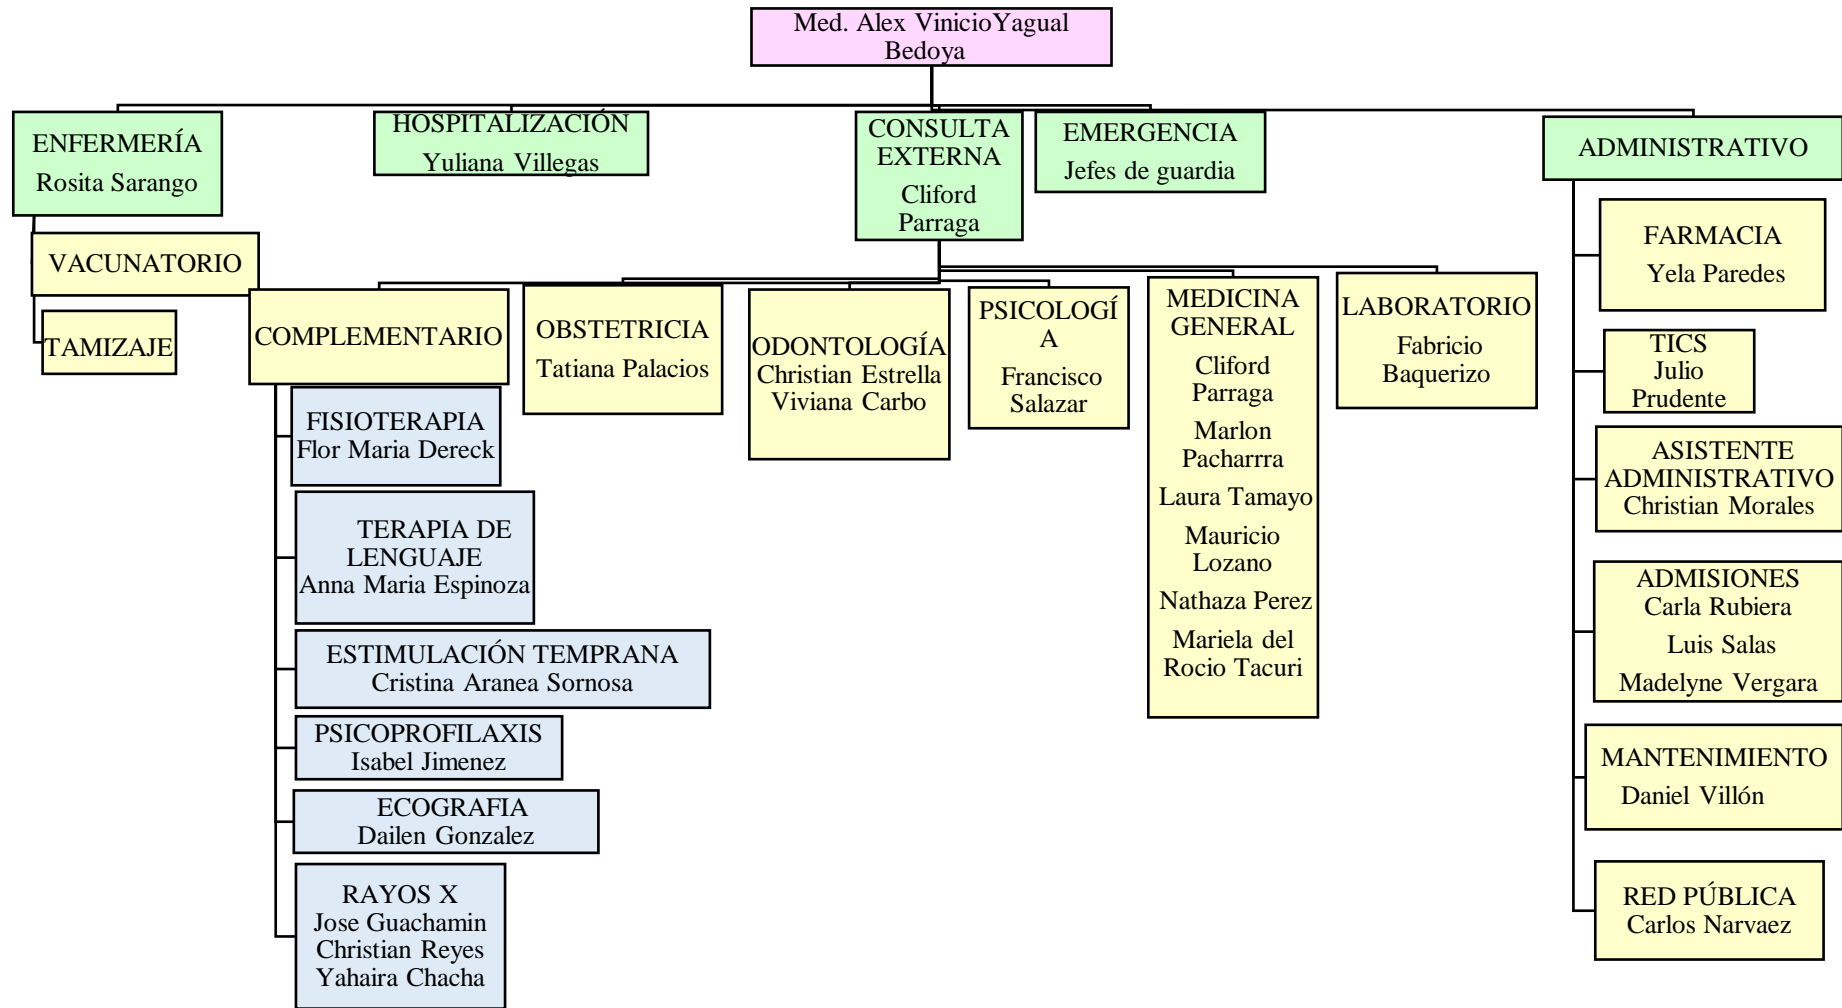 Med. Alex VinicioYagual
Bedoya
ENFERMERÍA
Rosita Sarango
HOSPITALIZACIÓN
Yuliana Villegas
CONSULTA
EXTERNA
Cliford
Parraga
EMERGENCIA
Jefes de guardia
ADMINISTRATIVO
VACUNATORIO
TAMIZAJE
COMPLEMENTARIO
OBSTETRICIA
Tatiana Palacios
ODONTOLOGÍA
Christian Estrella
Viviana Carbo
PSICOLOGÍ
A
Francisco
Salazar
MEDICINA
GENERAL
Cliford
Parraga
Marlon
Pacharrra
Laura Tamayo
Mauricio
Lozano
Nathaza Perez
Mariela del
Rocio Tacuri
LABORATORIO
Fabricio
Baquerizo
FISIOTERAPIA
Flor Maria Dereck
TERAPIA DE
LENGUAJE
Anna Maria Espinoza
ESTIMULACIÓN TEMPRANA
Cristina Aranea Sornosa
PSICOPROFILAXIS
Isabel Jimenez
ECOGRAFIA
Dailen Gonzalez
RAYOS X
Jose Guachamin
Christian Reyes
Yahaira Chacha
FARMACIA
Yela Paredes
TICS
Julio
Prudente
ASISTENTE
ADMINISTRATIVO
Christian Morales
ADMISIONES
Carla Rubiera
Luis Salas
Madelyne Vergara
MANTENIMIENTO
Daniel Villón
RED PÚBLICA
Carlos Narvaez